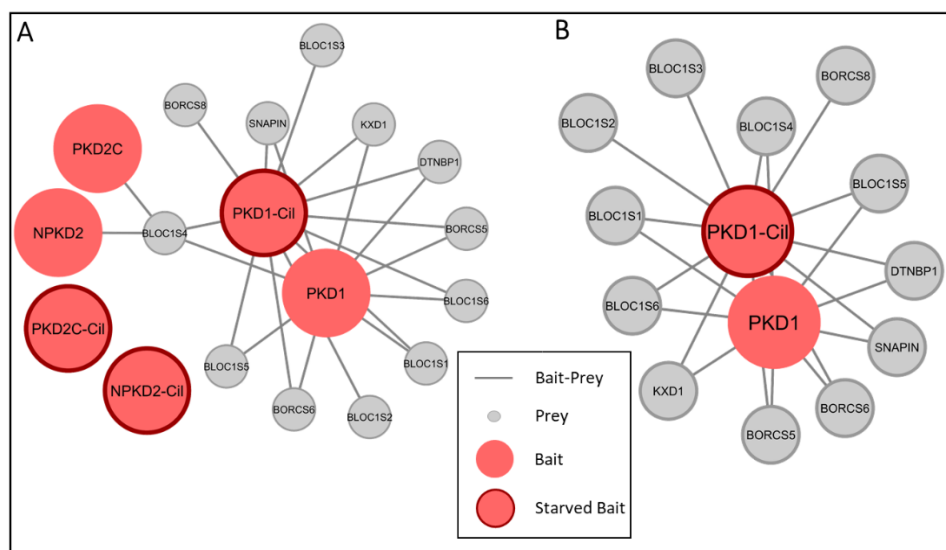 A
BLOC1S3
BORCS8
SNAPIN
KXD1
PKD2C
DTNBP1
PKD1-Cil
NPKD2
BLOC1S4
BORCS5
PKD1
BLOC1S6
PKD2C-Cil
BLOC1S5
BLOC1S1
NPKD2-Cil
BORCS6
BLOC1S2
B
BLOC1S3
BORCS8
BLOC1S2
BLOC1S4
BLOC1S5
BLOC1S1
PKD1-Cil
DTNBP1
BLOC1S6
PKD1
SNAPIN
KXD1
BORCS6
BORCS5
Bait-Prey
Prey
Bait
Starved Bait